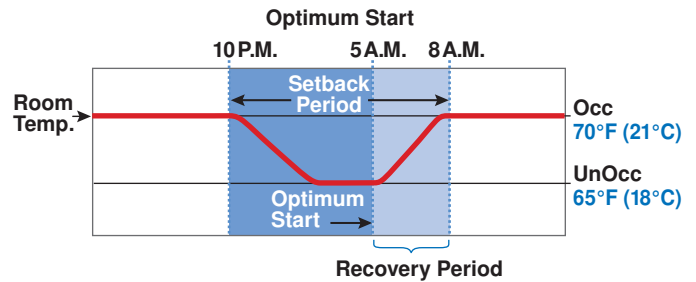 Optimum Start
10 P.M. 5 A.M. 8 A.M.
Setback
Period
Room
Temp.
Occ
70°F (21°C)
UnOcc
65°F (18°C)
Optimum
Start
Recovery Period